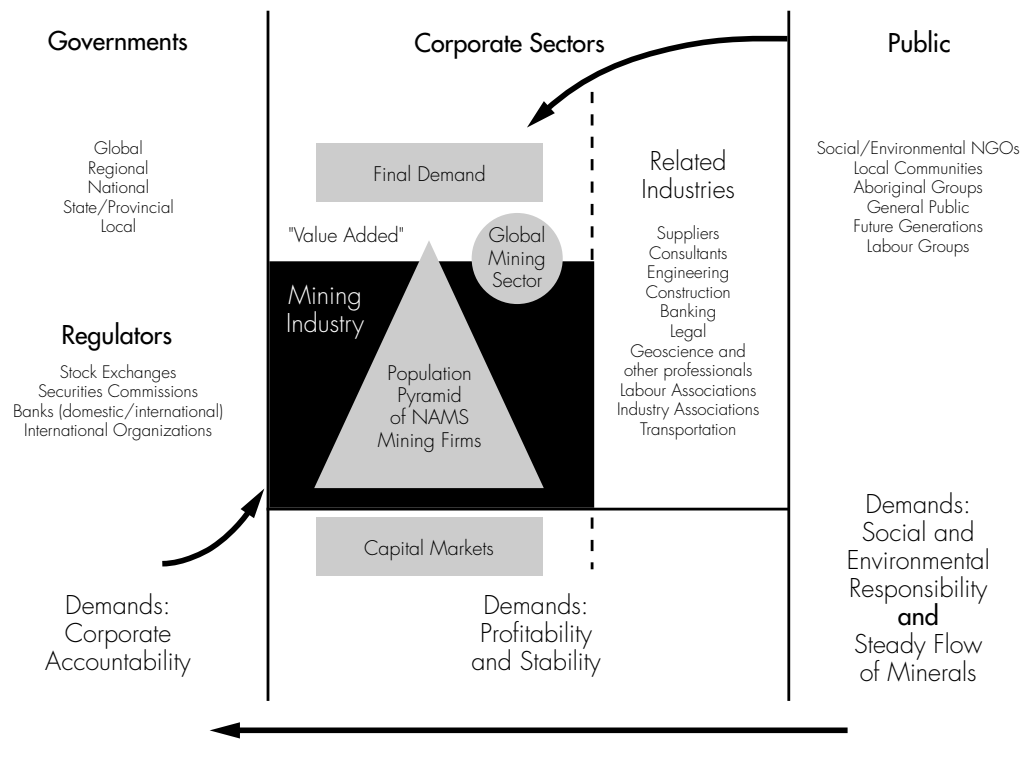 Governments
Global
Regional
National
State/Provincial
Local
Regulators
Stock Exchanges
Securities Commissions
Banks (domestic/international)
International Organizations
Demands:
Corporate
Accountability
Corporate Sectors
Final Demand
"Value Added"
Global
Mining
Sector
Mining
Industry
Population
Pyramid
of NAMS
Mining Firms
Capital Markets
Demands:
Profitability
and Stability
Related
Industries
Suppliers
Consultants
Engineering
Construction
Banking
Legal
Geoscience and
other professionals
Labour Associations
Industry Associations
Transportation
Public
Social/Environmental NGOs
Local Communities
Aboriginal Groups
General Public
Future Generations
Labour Groups
Demands:
Social and
Environmental
Responsibility
and
Steady Flow
of Minerals